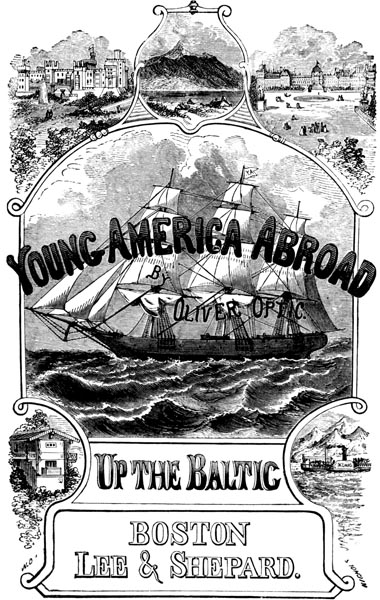 YOUNG AMERICA ABROAD
BY
OLIVER OPTIC.
UP THE BALTIC
BOSTON
LEE & SHEPARD.